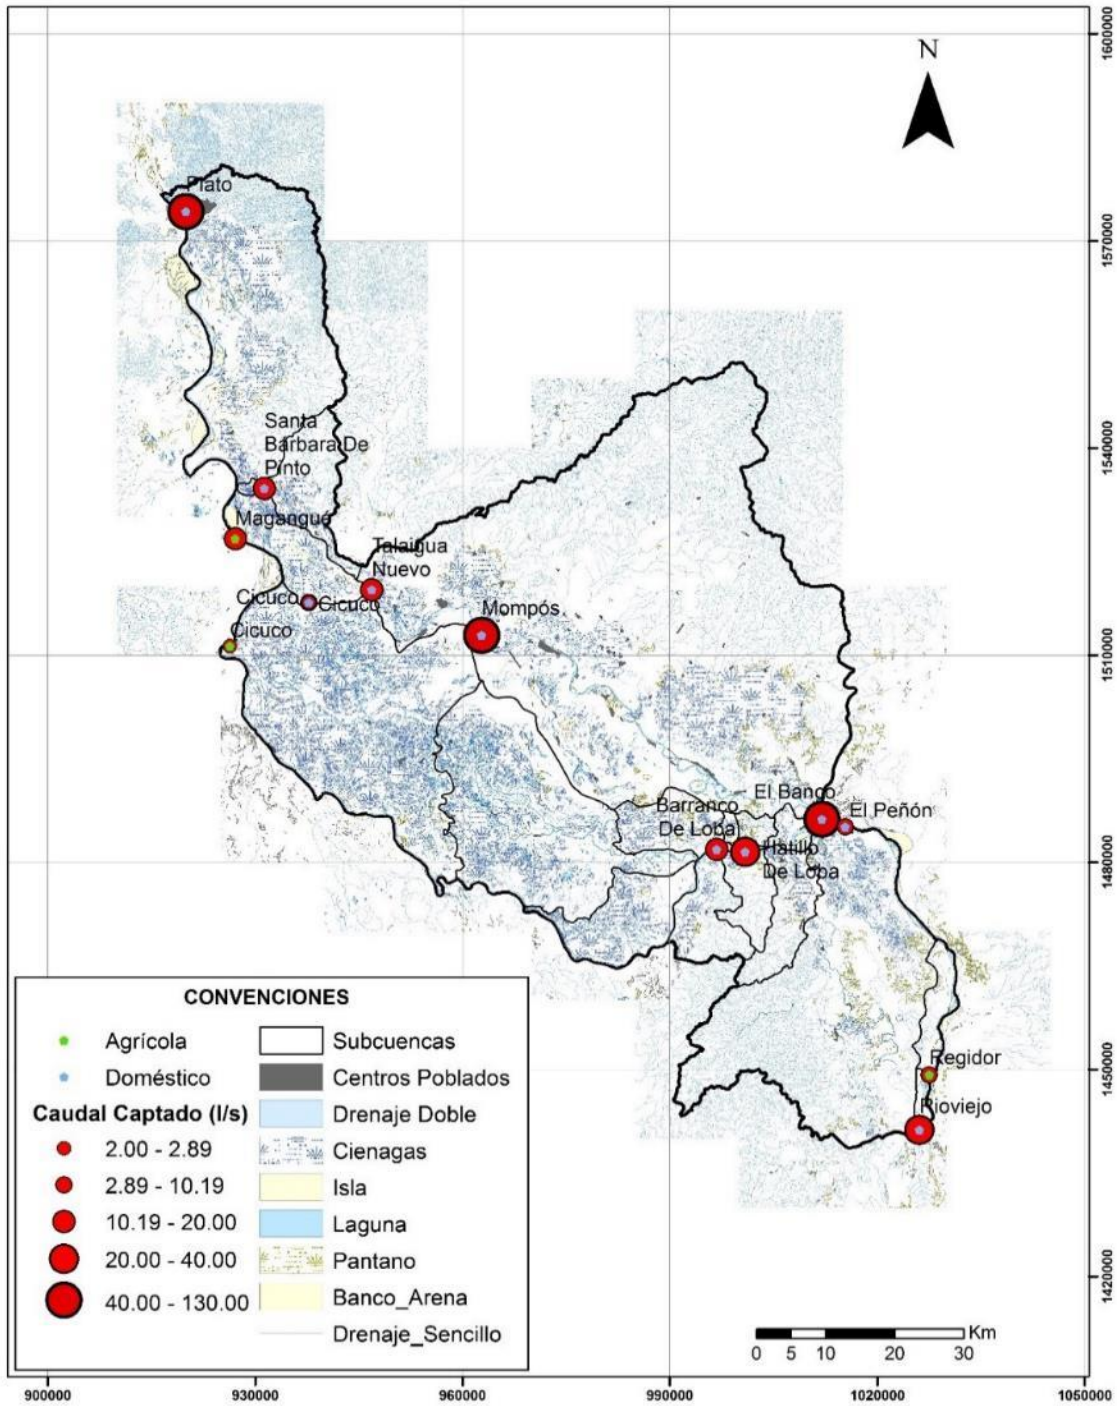 N
1600000
Plato
1570000
Santa
Bárbara De
Pinto
1540000
Magangué
Talaigua
Nuevo
Cicuco
Cicuco
Mompós
Cicuco
1510000
El Banco
El Peñón
Barranco
De Loba
Hatillo
De Loba
1480000
CONVENCIONES
Agrícola
Doméstico
Caudal Captado (l/s)
2.00 - 2.89
2.89 - 10.19
10.19 - 20.00
20.00 - 40.00
40.00 - 130.00
Subcuencas
Centros Poblados
Drenaje Doble
Cienagas
Isla
Laguna
Pantano
Banco_Arena
Drenaje_Sencillo
Regidor
1450000
Rioviejo
1420000
Km
0 5 10 20 30
900000 930000 960000 990000 1020000 1050000